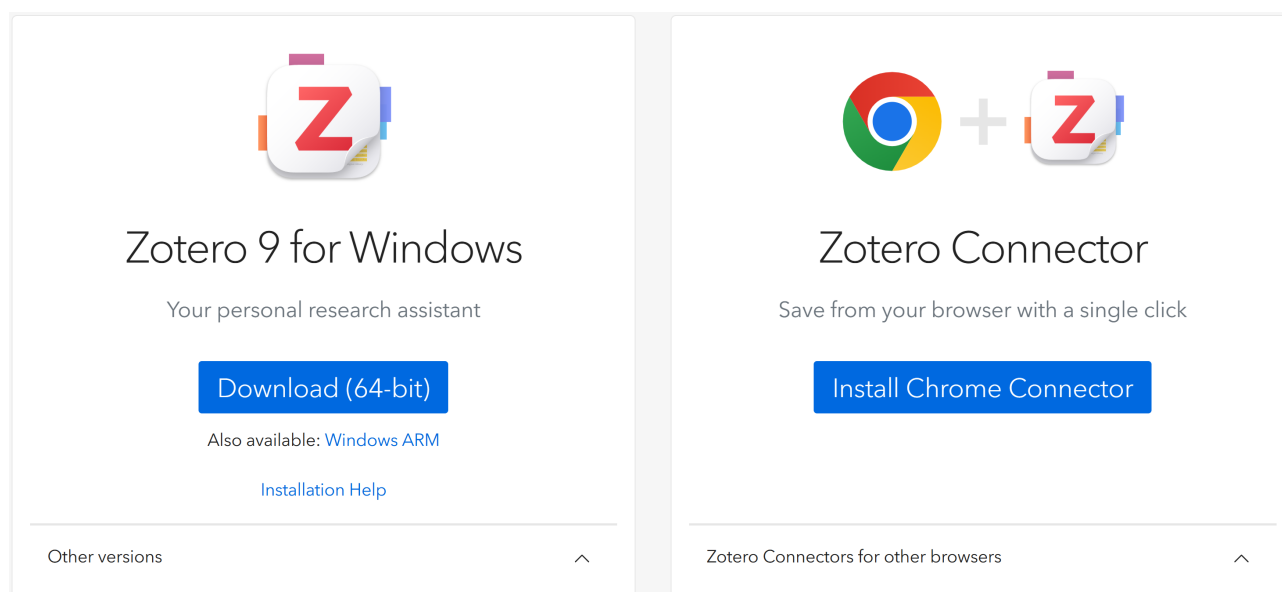 Z
Z
Zotero 9 for Windows
Your personal research assistant
Download (64-bit)
Also available: Windows ARM
Installation Help
Other versions
Zotero Connector
Save from your browser with a single click
Install Chrome Connector
Zotero Connectors for other browsers